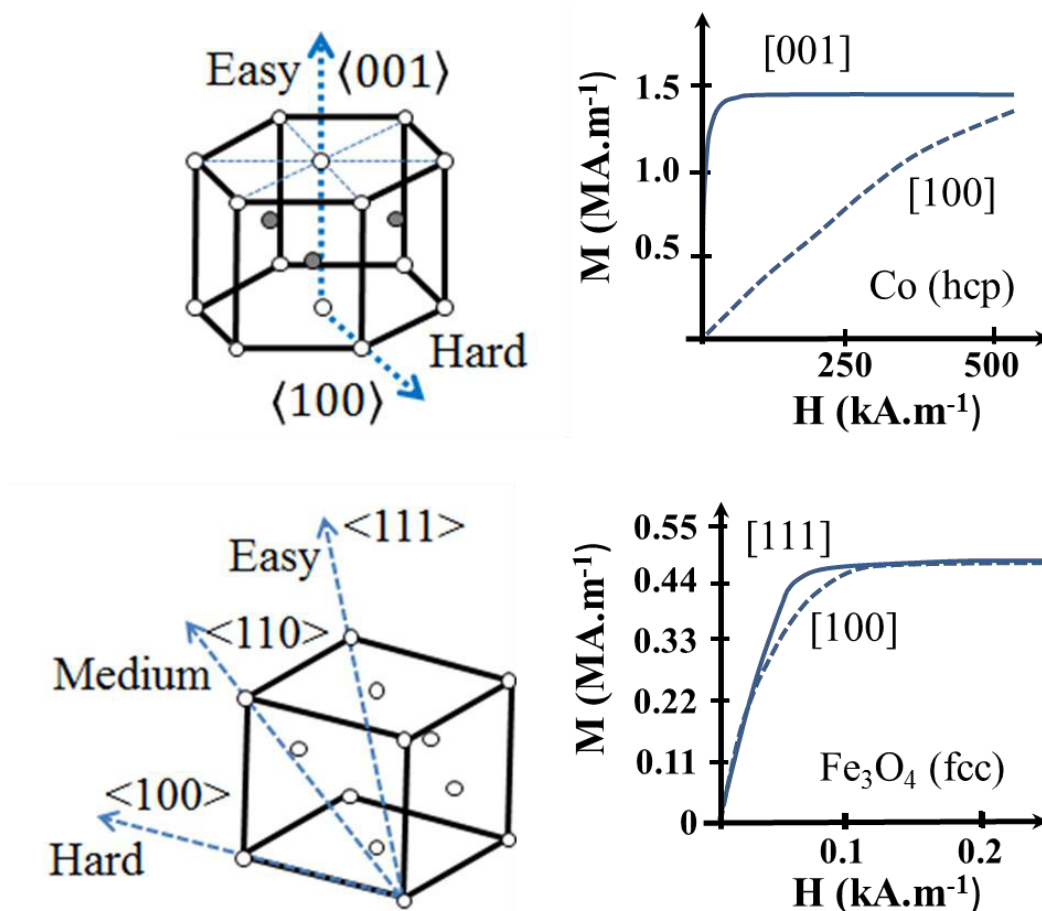 Easy
⟨001⟩
Hard
⟨100⟩
M (MA.m⁻¹)
1.5
1.0
0.5
[001]
[100]
Co (hcp)
250
500
H (kA.m⁻¹)
<111>
Easy
<110>
Medium
<100>
Hard
M (MA.m⁻¹)
0.55
0.44
0.33
0.22
0.11
0
[111]
[100]
Fe₃O₄ (fcc)
0.1
0.2
H (kA.m⁻¹)